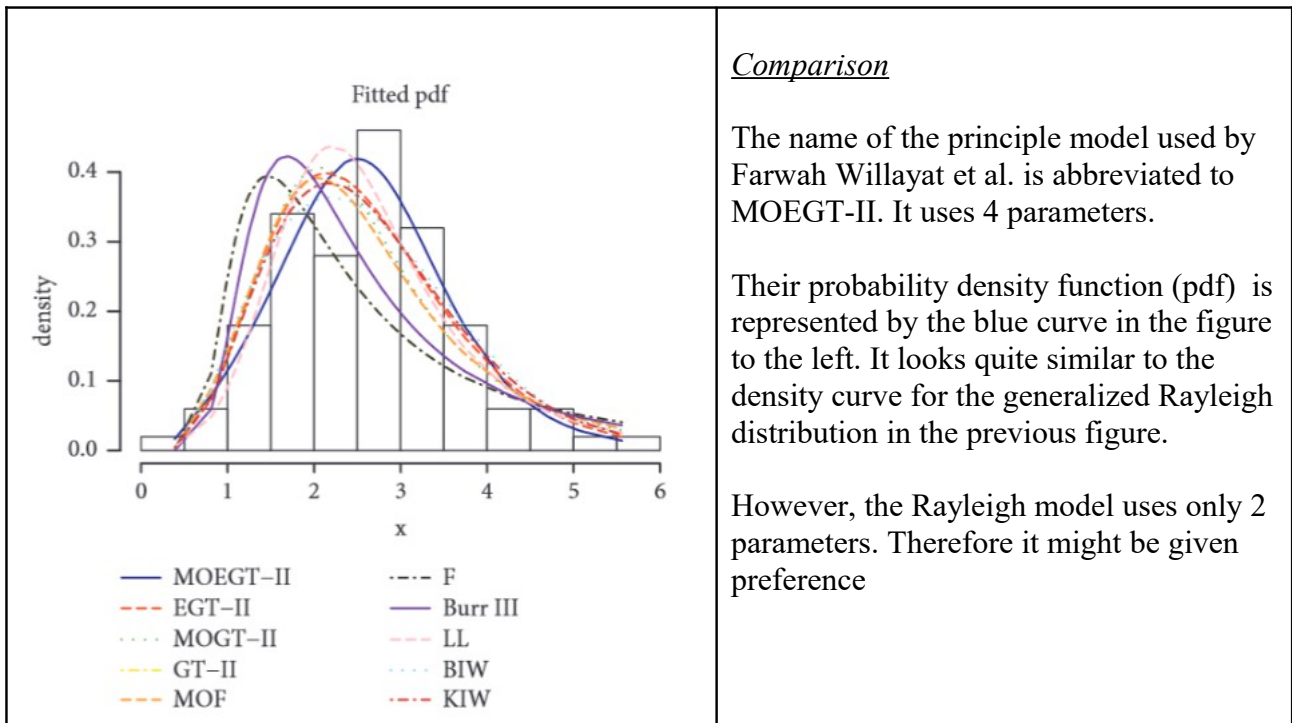 Fitted pdf
0.4
0.3
0.2
0.1
0.0
density
0 1 2 3 4 5 6
x
MOEGT–II
EGT–II
MOGT–II
GT–II
MOF
F
Burr III
LL
BIW
KIW
Comparison
The name of the principle model used by
Farwah Willayat et al. is abbreviated to
MOEGT-II. It uses 4 parameters.
Their probability density function (pdf)  is
represented by the blue curve in the figure
to the left. It looks quite similar to the
density curve for the generalized Rayleigh
distribution in the previous figure.
However, the Rayleigh model uses only 2
parameters. Therefore it might be given
preference